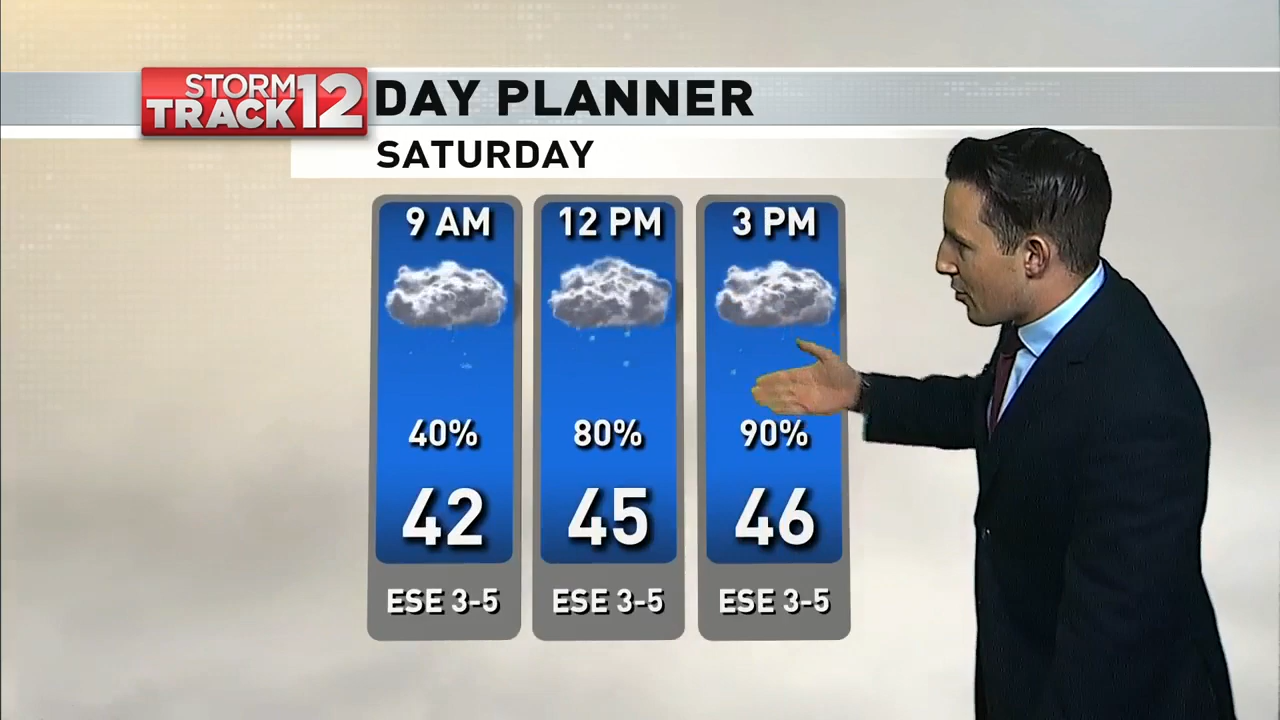 STORM
TRACK 12
DAY PLANNER
SATURDAY
9 AM
12 PM
3 PM
40%
80%
90%
42
45
46
ESE 3-5
ESE 3-5
ESE 3-5